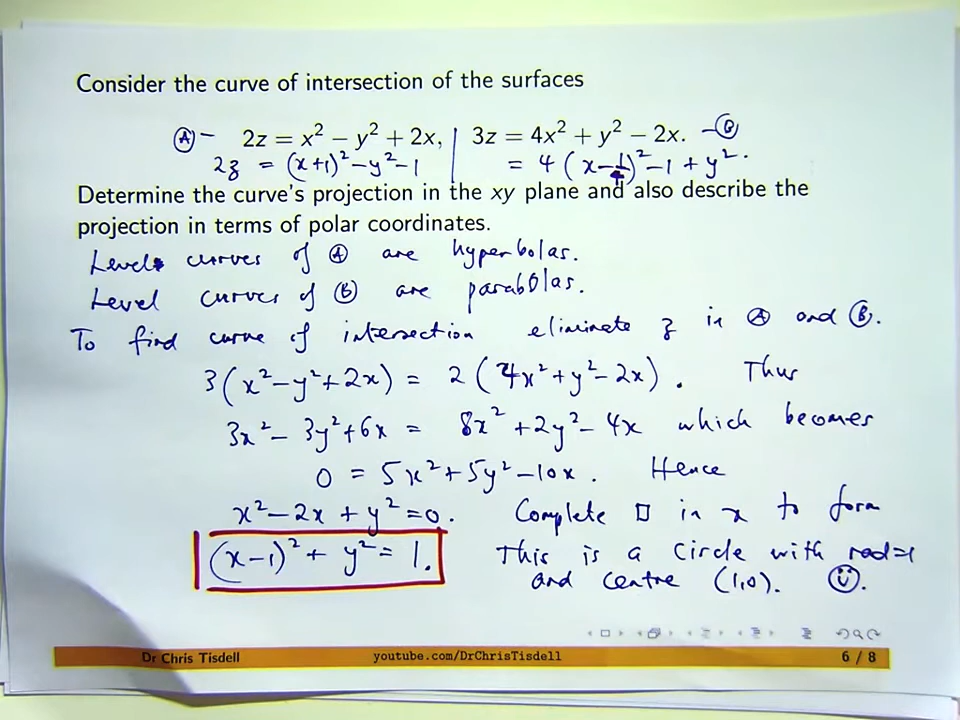 Consider the curve of intersection of the surfaces
Ⓐ – 2z = x² − y² + 2x, | 3z = 4x² + y² − 2x. – Ⓑ
2z = (x+1)² − y² − 1 | = 4(x − 1/4)² − 1 + y².
Determine the curve's projection in the xy plane and also describe the
projection in terms of polar coordinates.
Level curves of Ⓐ are hyperbolas.
Level curves of Ⓑ are parabolas.
To find curve of intersection eliminate z in Ⓐ and Ⓑ.
3(x² − y² + 2x) = 2(4x² + y² − 2x). Thus
3x² − 3y² + 6x = 8x² + 2y² − 4x which becomes
0 = 5x² + 5y² − 10x. Hence
x² − 2x + y² = 0. Complete □ in x to form
(x−1)² + y² = 1. This is a circle with rad=1
and centre (1,0).
Dr Chris Tisdell youtube.com/DrChrisTisdell 6 / 8